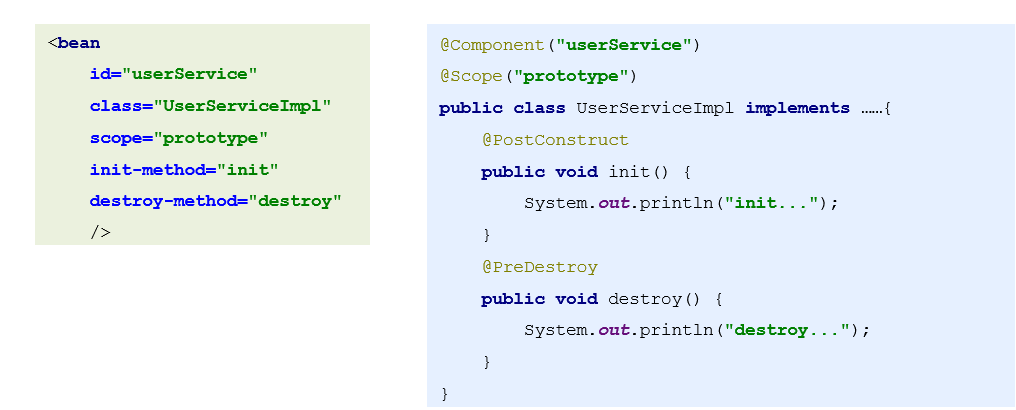 <bean
id="userService"
class="UserServiceImpl"
scope="prototype"
init-method="init"
destroy-method="destroy"
/>
@Component("userService")
@Scope("prototype")
public class UserServiceImpl implements ……{
@PostConstruct
public void init() {
System.out.println("init...");
}
@PreDestroy
public void destroy() {
System.out.println("destroy...");
}
}